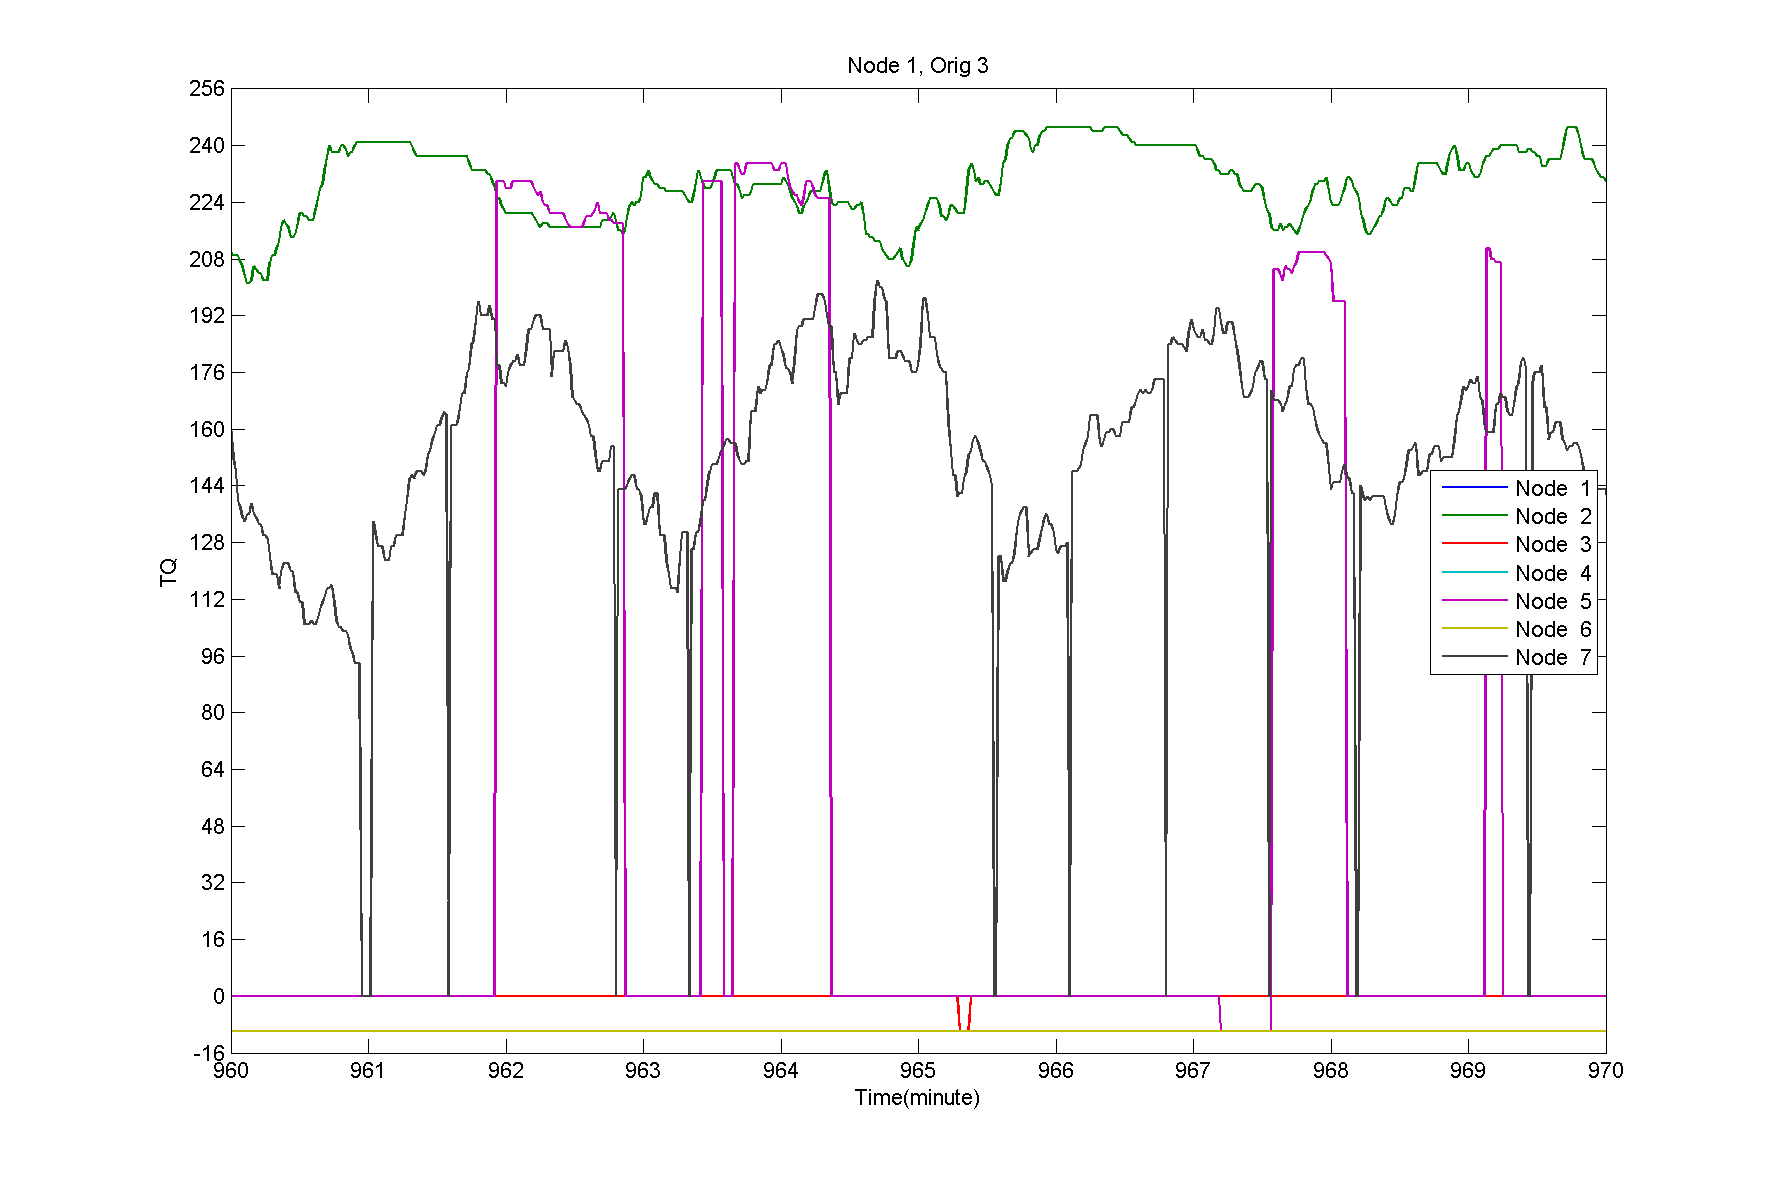 Node 1, Orig 3
256
240
224
208
192
176
160
144
128
112
96
80
64
48
32
16
0
-16
TQ
Node 1
Node 2
Node 3
Node 4
Node 5
Node 6
Node 7
960 961 962 963 964 965 966 967 968 969 970
Time(minute)